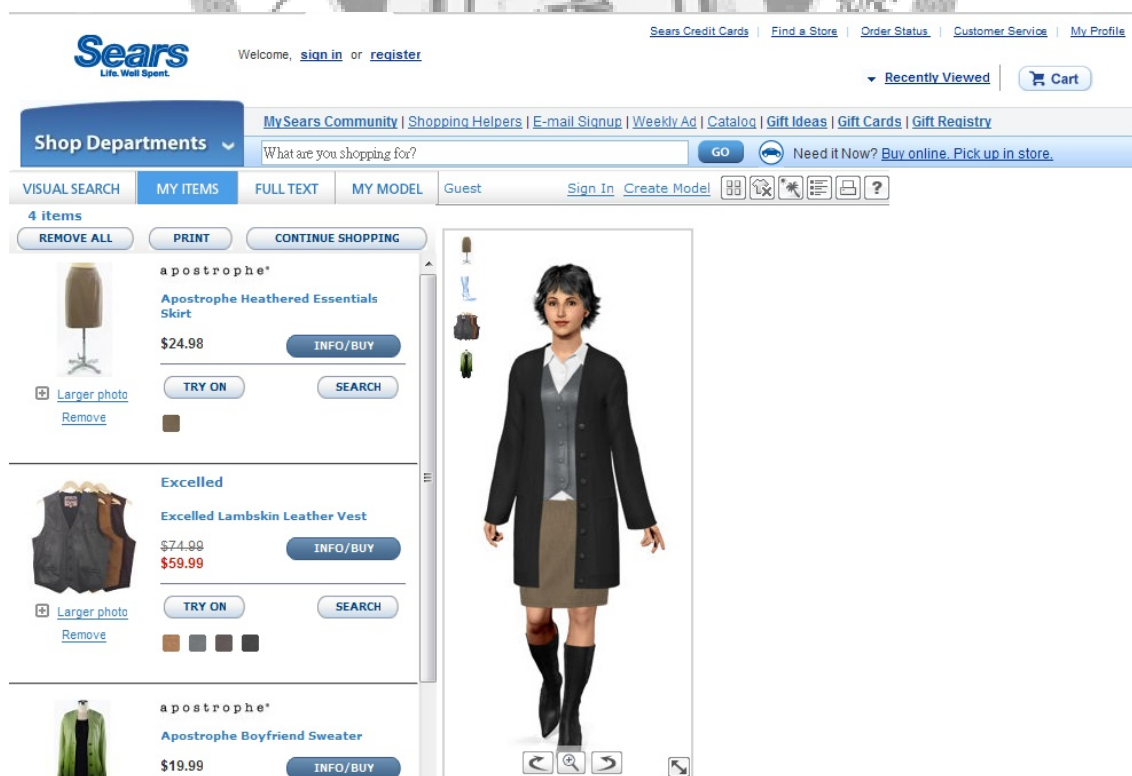 Sears Credit Cards | Find a Store | Order Status | Customer Service | My Profile
Sears
Life. Well Spent.
Welcome, sign in or register
Recently Viewed
Cart
Shop Departments
MySears Community | Shopping Helpers | E-mail Signup | Weekly Ad | Catalog | Gift Ideas | Gift Cards | Gift Registry
What are you shopping for?
GO
Need it Now? Buy online. Pick up in store.
VISUAL SEARCH
MY ITEMS
FULL TEXT
MY MODEL
Guest
Sign In
Create Model
?
4 items
REMOVE ALL
PRINT
CONTINUE SHOPPING
apostrophe*
Apostrophe Heathered Essentials
Skirt
$24.98
INFO/BUY
TRY ON
SEARCH
Larger photo
Remove
Excelled
Excelled Lambskin Leather Vest
$74.99
$59.99
INFO/BUY
TRY ON
SEARCH
Larger photo
Remove
apostrophe*
Apostrophe Boyfriend Sweater
$19.99
INFO/BUY